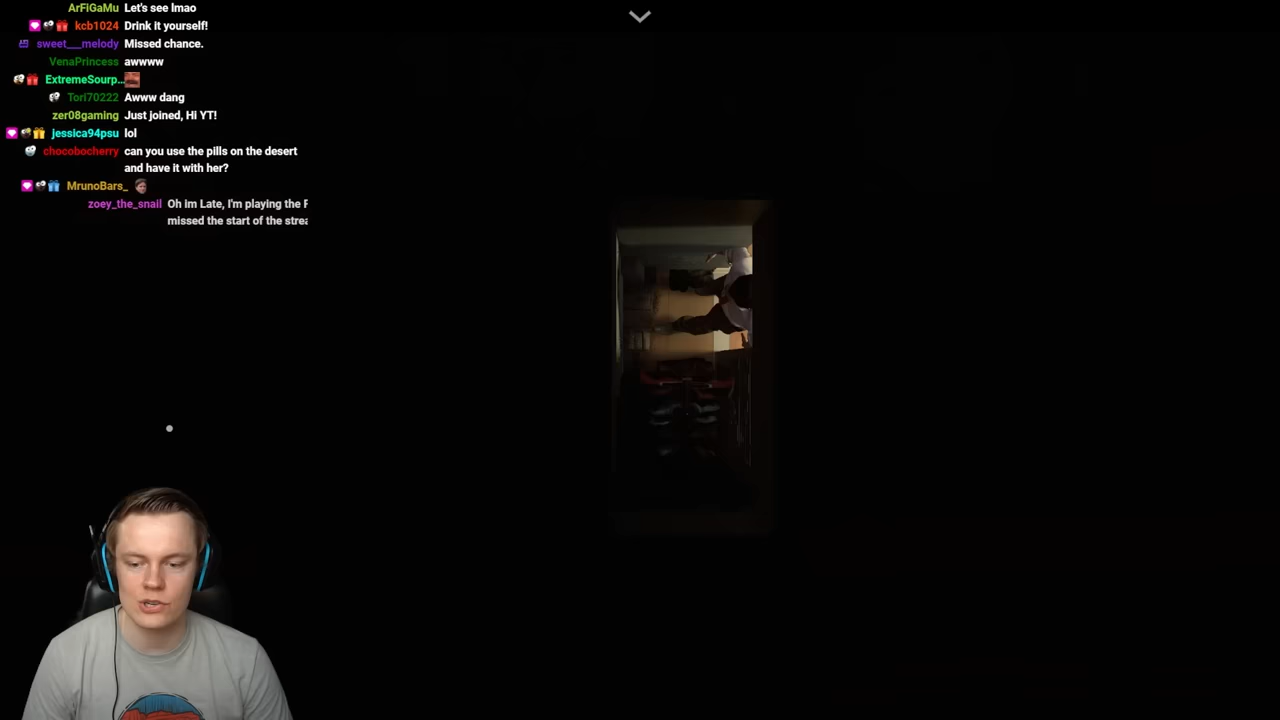 ArFiGaMu Let's see lmao
kcb1024 Drink it yourself!
sweet___melody Missed chance.
VenaPrincess awwww
ExtremeSourp…
Tori70222 Awww dang
zer08gaming Just joined, Hi YT!
jessica94psu lol
chocobocherry can you use the pills on the desert
and have it with her?
MrunoBars_
zoey_the_snail Oh im Late, I'm playing the
missed the start of the